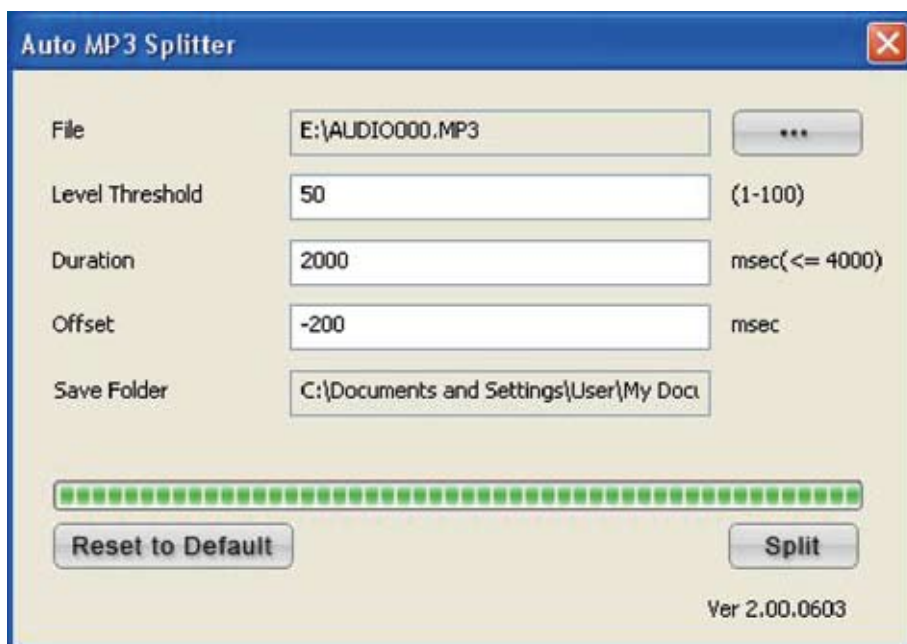 Auto MP3 Splitter
File E:\AUDIO000.MP3 ...
Level Threshold 50 (1-100)
Duration 2000 msec(<= 4000)
Offset -200 msec
Save Folder C:\Documents and Settings\User\My Docu
Reset to Default Split
Ver 2.00.0603